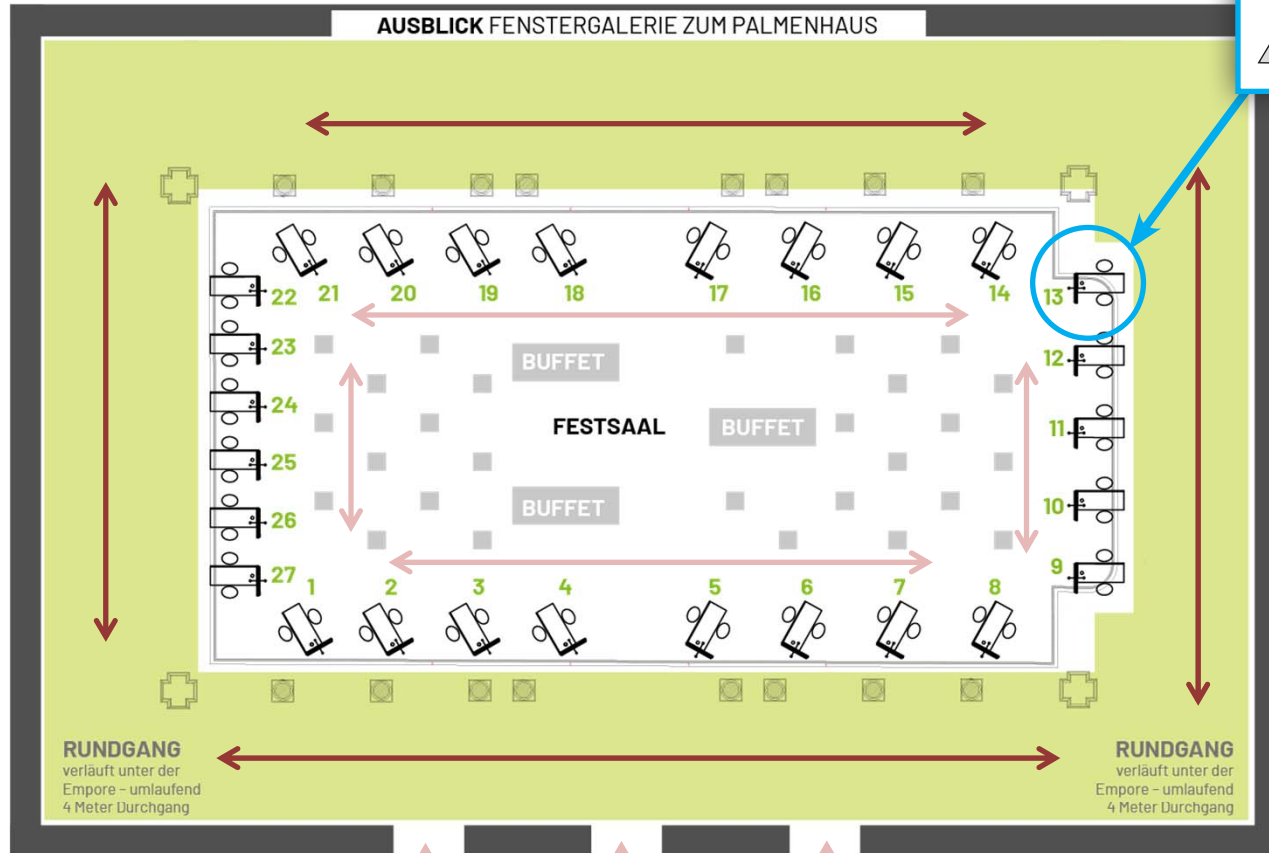 AUSBLICK FENSTERGALERIE ZUM PALMENHAUS
22 21 20 19 18 17 16 15 14 13
23
BUFFET
12
24
FESTSAAL
BUFFET
11
25
BUFFET
10
26
27
1 2 3 4 5 6 7 8
9
RUNDGANG
verläuft unter der
Empore – umlaufend
4 Meter Durchgang
RUNDGANG
verläuft unter der
Empore – umlaufend
4 Meter Durchgang